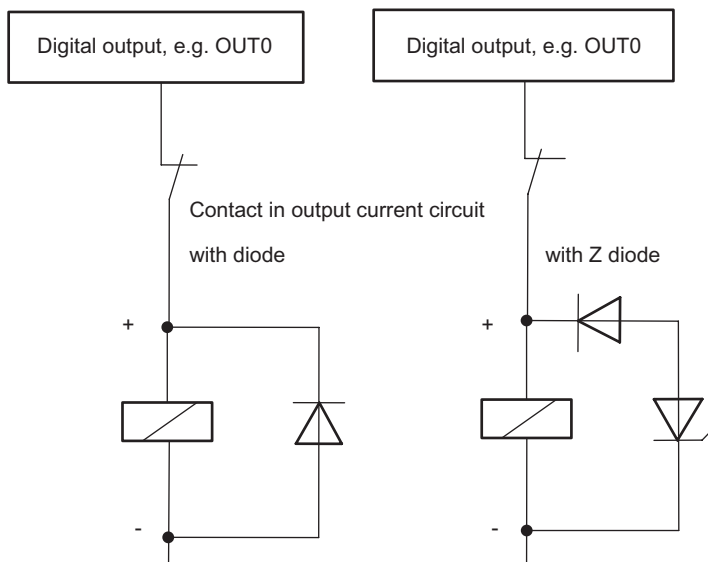 Digital output, e.g. OUT0
Digital output, e.g. OUT0
Contact in output current circuit
with diode
with Z diode
+
+
-
-